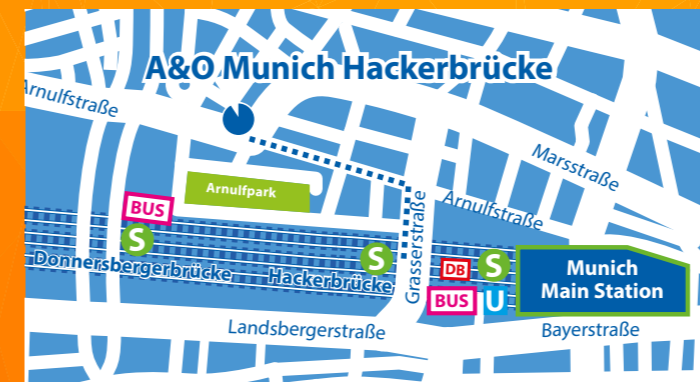 A&O Munich Hackerbrücke
Arnulfstraße
Marsstraße
Arnulfpark
Arnulfstraße
BUS
S
Grasserstraße
Donnersbergerbrücke
Hackerbrücke
S
DB
S
BUS
U
Munich
Main Station
Landsbergerstraße
Bayerstraße